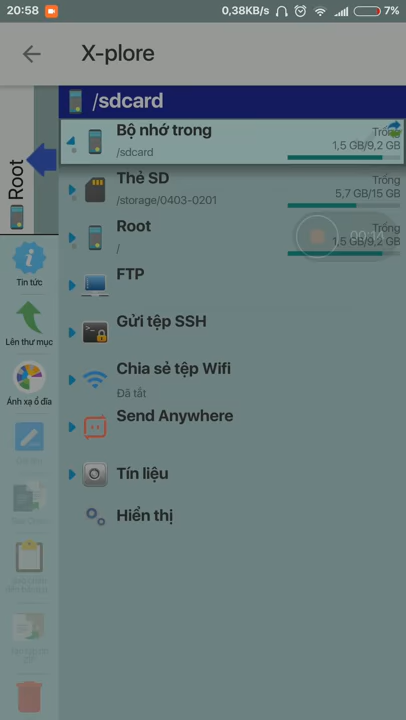 20:58
0,38KB/s
7%
X-plore
/sdcard
Bộ nhớ trong
/sdcard
Trống
1,5 GB/9,2 GB
Thẻ SD
/storage/0403-0201
Trống
5,7 GB/15 GB
Root
/
Trống
1,5 GB/9,2 GB
00:14
FTP
Gửi tệp SSH
Chia sẻ tệp Wifi
Đã tắt
Send Anywhere
Tín liệu
Hiển thị
Root
Tin tức
Lên thư mục
Ánh xạ ổ đĩa